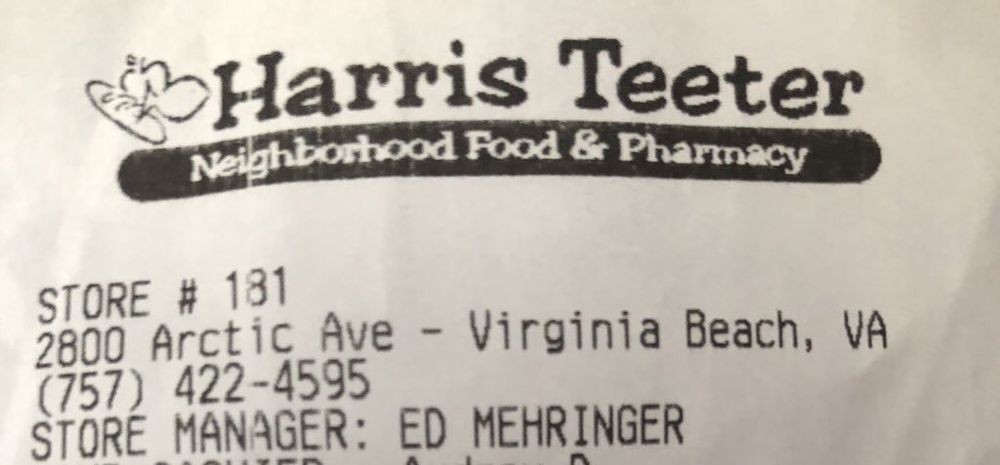 Harris Teeter
Neighborhood Food & Pharmacy
STORE # 181
2800 Arctic Ave - Virginia Beach, VA
(757) 422-4595
STORE MANAGER: ED MEHRINGER